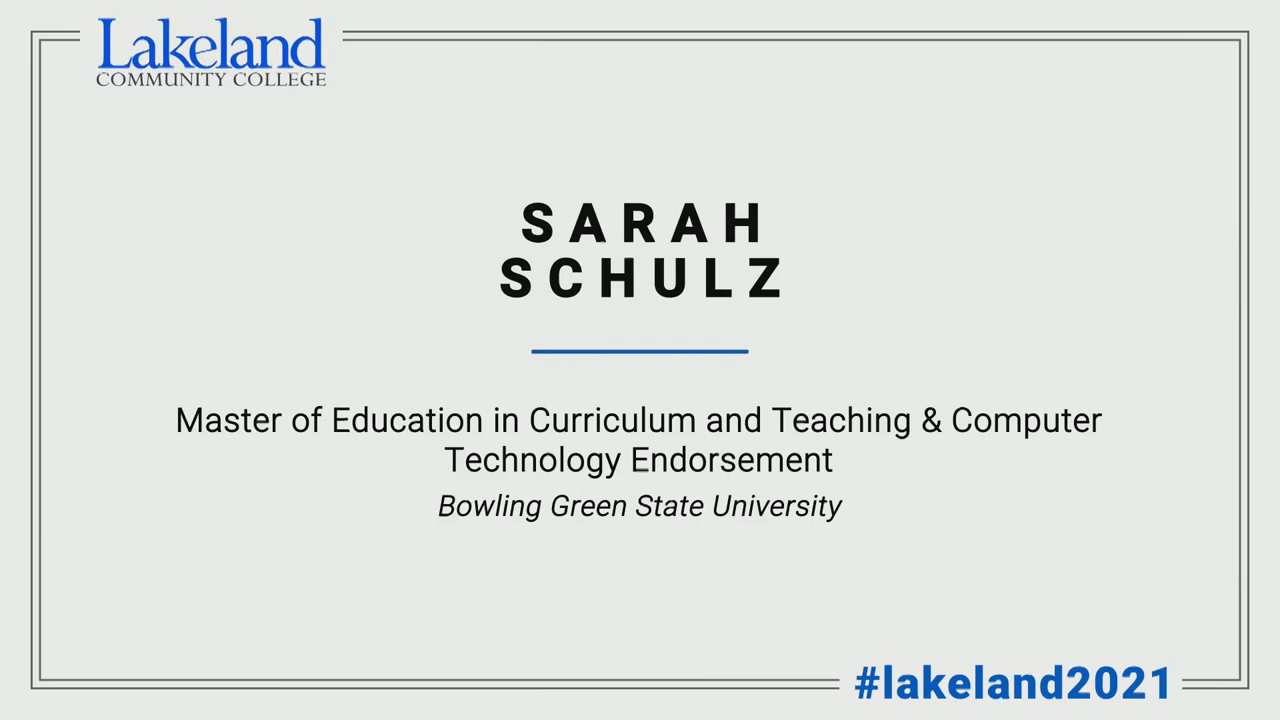 Lakeland
COMMUNITY COLLEGE
SARAH
SCHULZ
Master of Education in Curriculum and Teaching & Computer
Technology Endorsement
Bowling Green State University
#lakeland2021